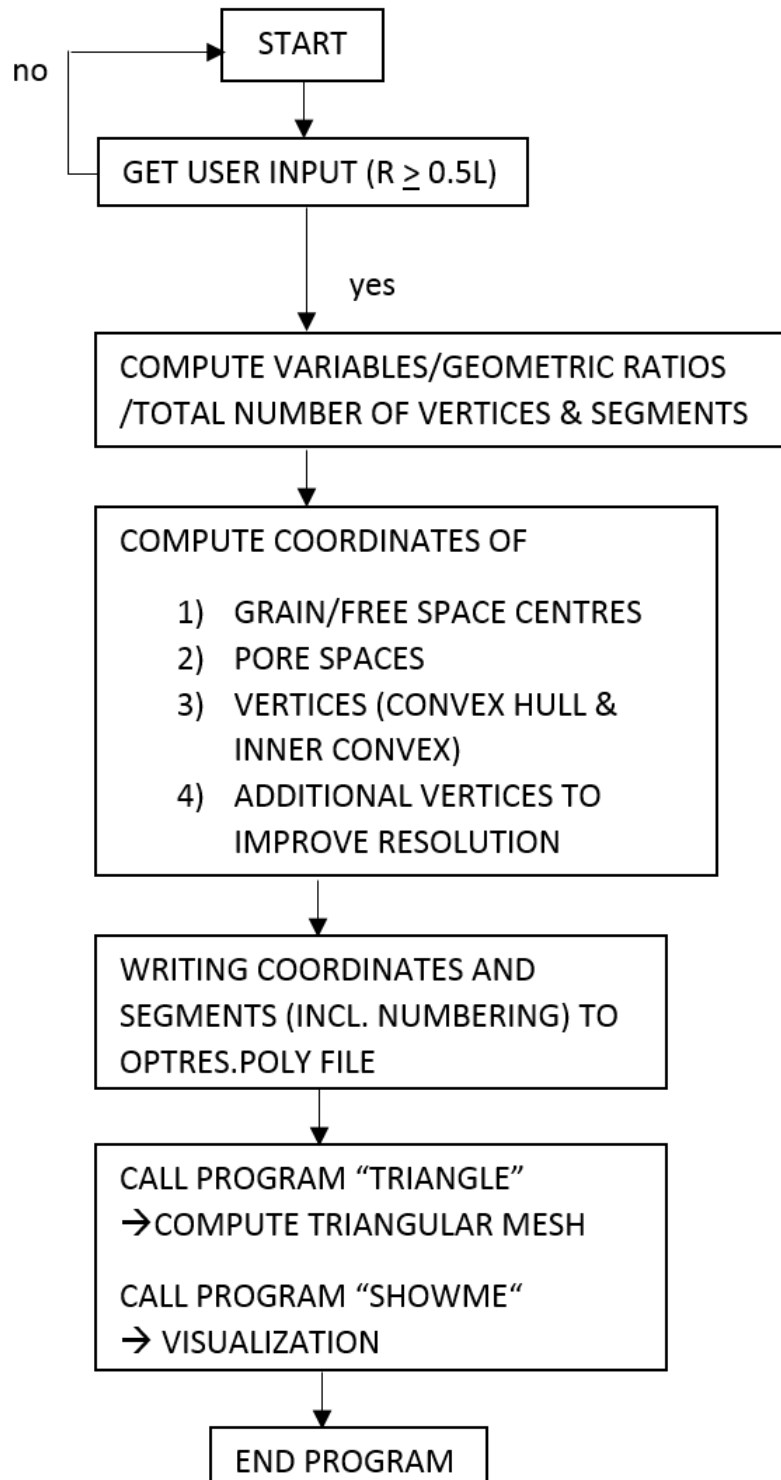 START
no
GET USER INPUT (R ≥ 0.5L)
yes
COMPUTE VARIABLES/GEOMETRIC RATIOS
/TOTAL NUMBER OF VERTICES & SEGMENTS
COMPUTE COORDINATES OF
1) GRAIN/FREE SPACE CENTRES
2) PORE SPACES
3) VERTICES (CONVEX HULL &
INNER CONVEX)
4) ADDITIONAL VERTICES TO
IMPROVE RESOLUTION
WRITING COORDINATES AND
SEGMENTS (INCL. NUMBERING) TO
OPTRES.POLY FILE
CALL PROGRAM “TRIANGLE”
→COMPUTE TRIANGULAR MESH
CALL PROGRAM “SHOWME“
→ VISUALIZATION
END PROGRAM